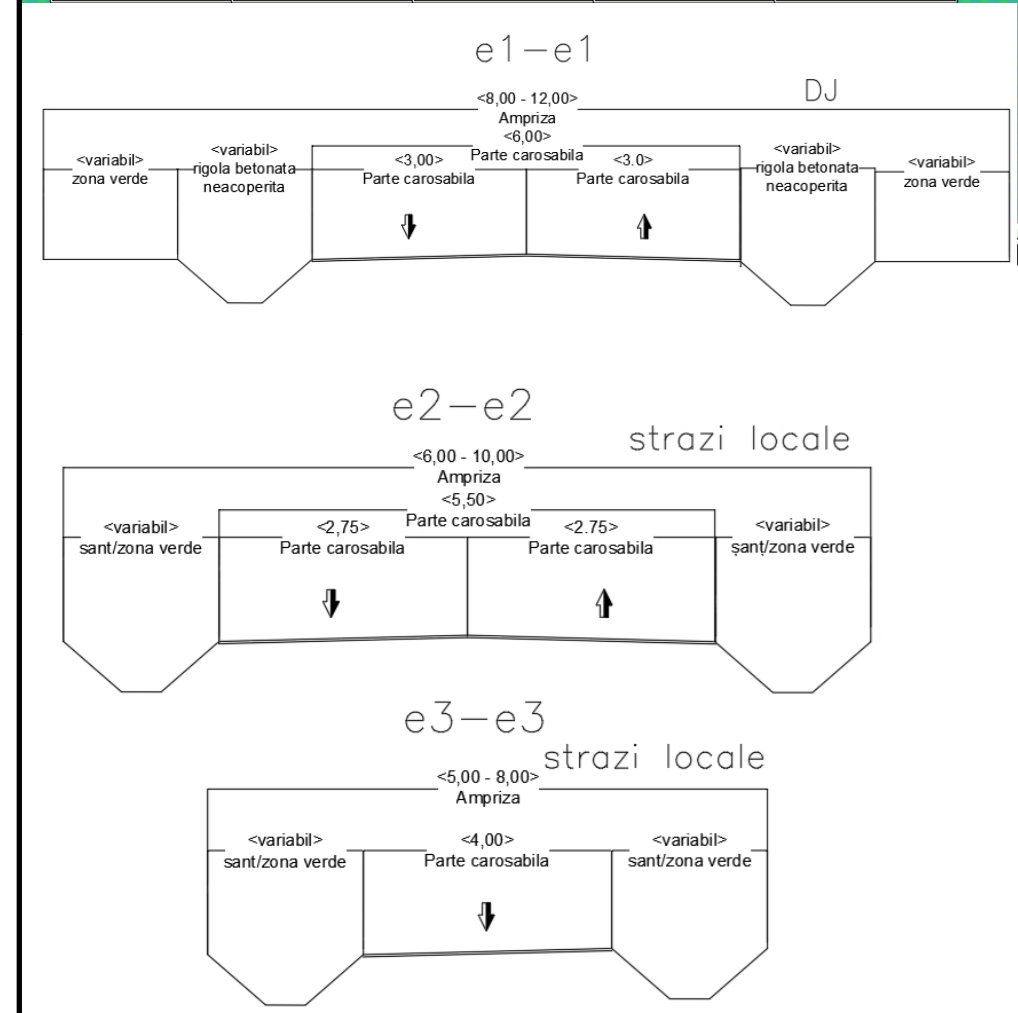 e1-e1
DJ
<8,00 - 12,00>
Ampriza
<6,00>
Parte carosabila
<variabil>
zona verde
<variabil>
rigola betonata
neacoperita
<3,00>
Parte carosabila
<3.0>
Parte carosabila
<variabil>
rigola betonata
neacoperita
<variabil>
zona verde
e2-e2
strazi locale
<6,00 - 10,00>
Ampriza
<5,50>
Parte carosabila
<variabil>
sant/zona verde
<2,75>
Parte carosabila
<2.75>
Parte carosabila
<variabil>
șanț/zona verde
e3-e3
strazi locale
<5,00 - 8,00>
Ampriza
<variabil>
sant/zona verde
<4,00>
Parte carosabila
<variabil>
sant/zona verde